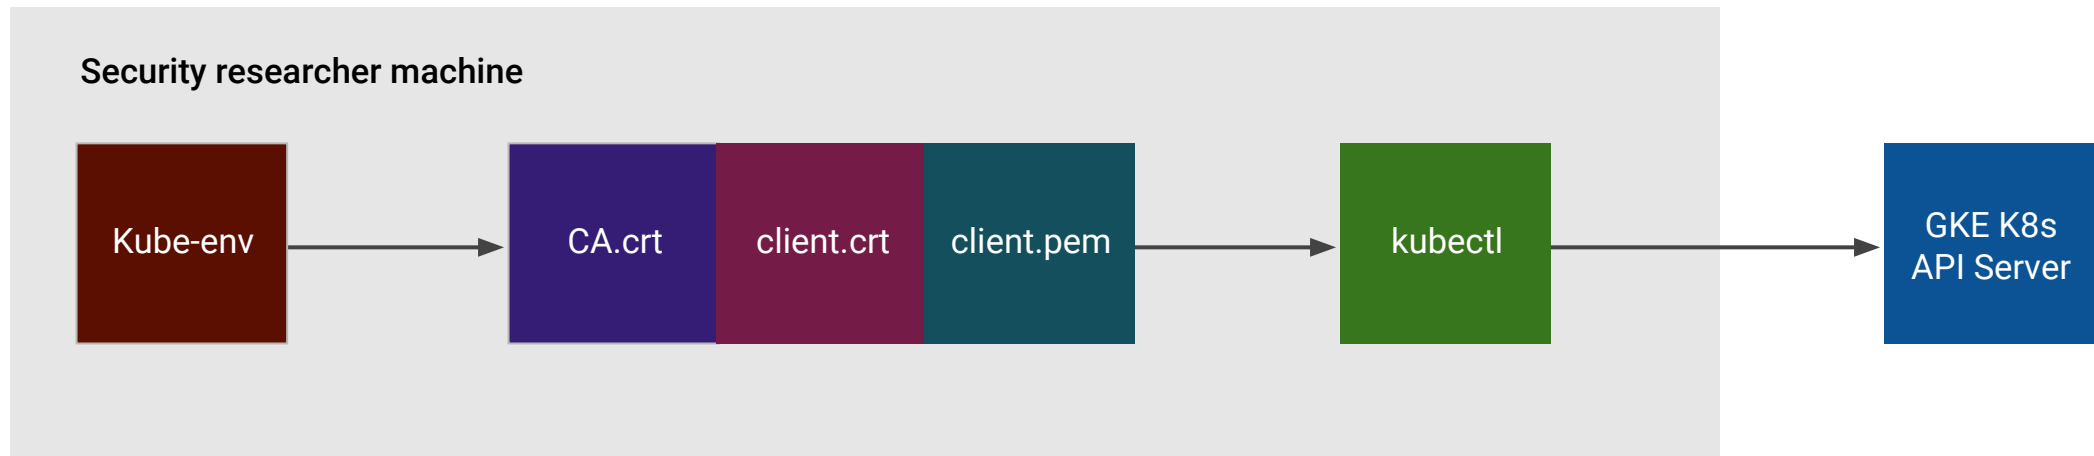 Security researcher machine
Kube-env
CA.crt
client.crt
client.pem
kubectl
GKE K8s
API Server